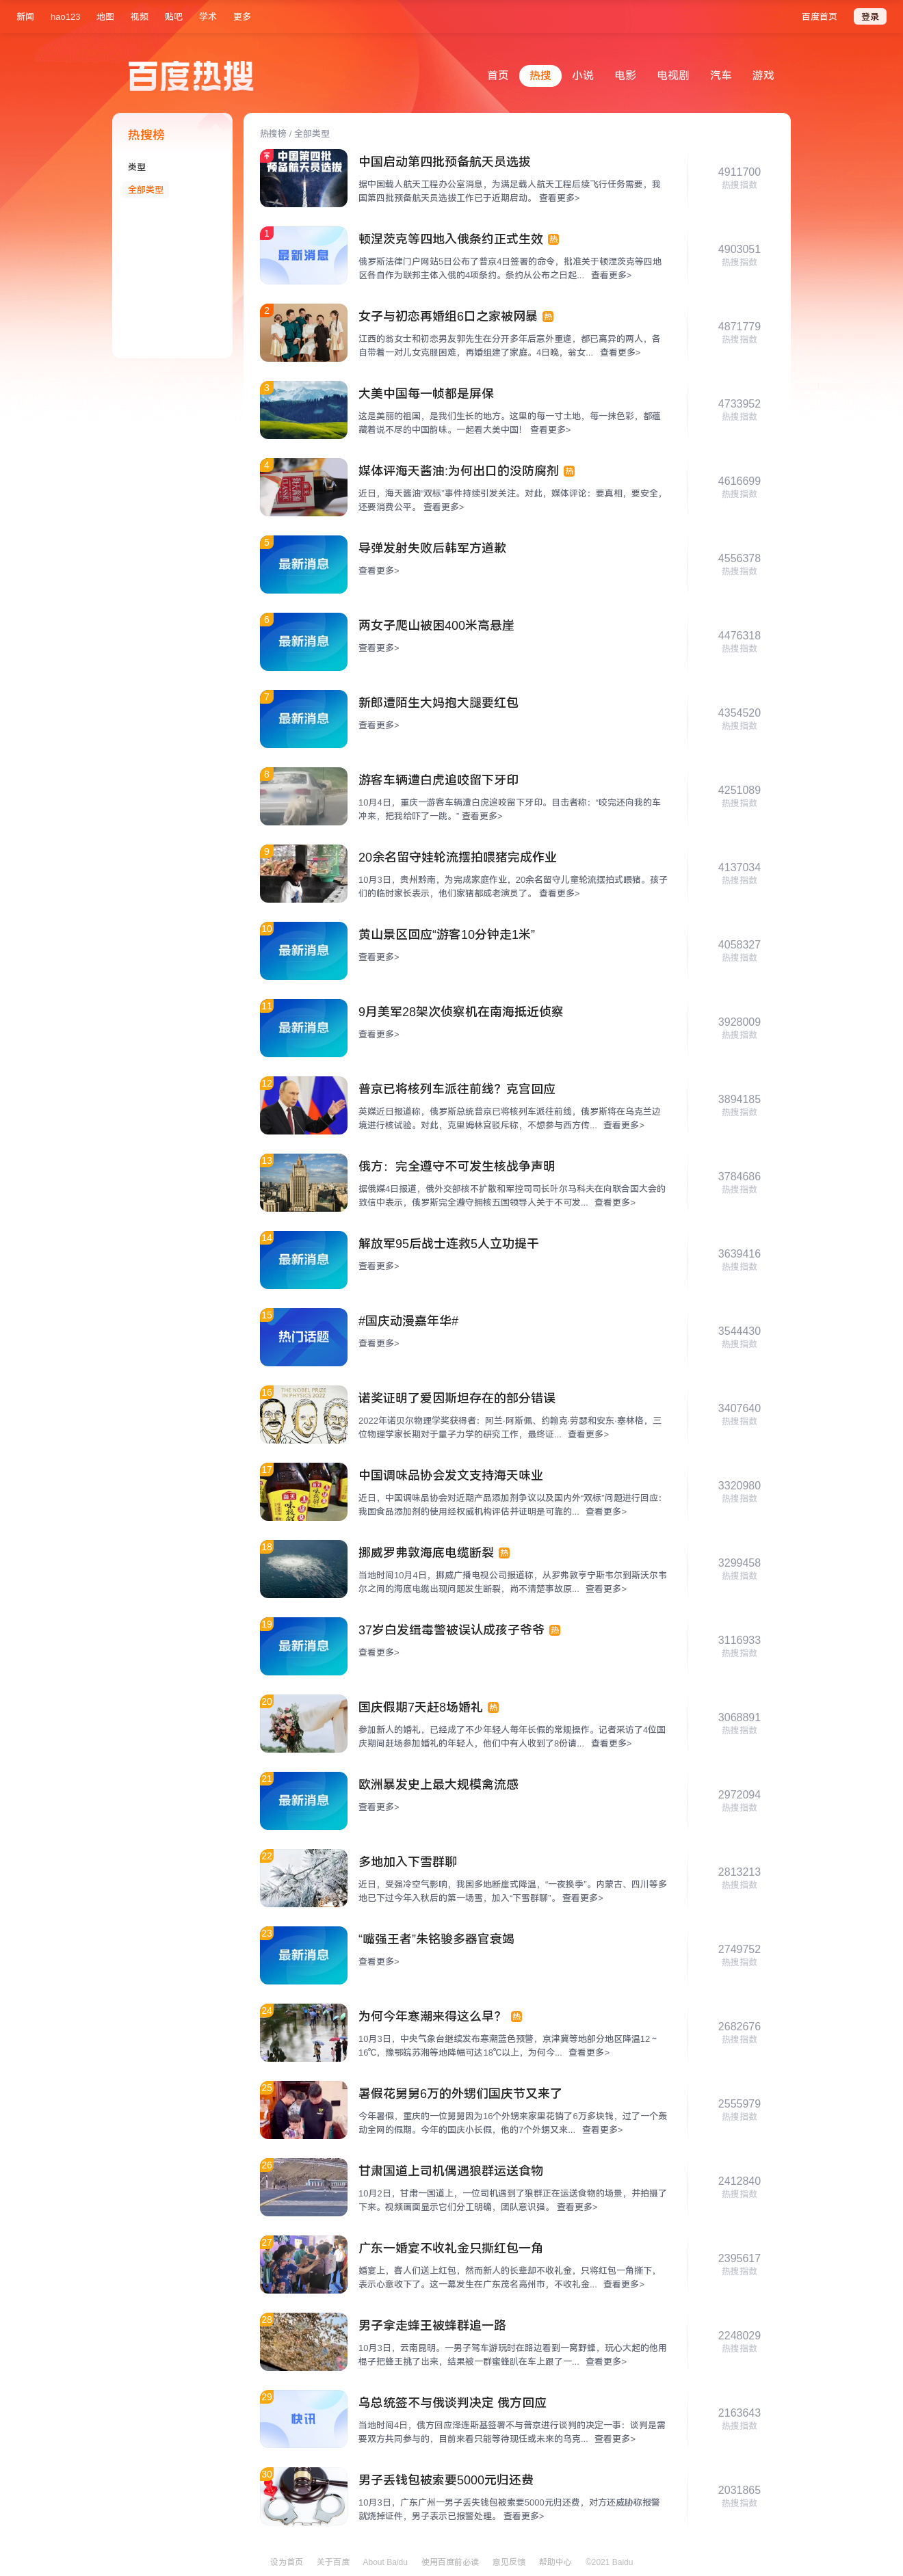 新闻 hao123 地图 视频 贴吧 学术 更多 百度首页 登录
百度热搜
首页 热搜 小说 电影 电视剧 汽车 游戏
热搜榜
类型
全部类型
热搜榜 / 全部类型
中国第四批
预备航天员选拔
中国启动第四批预备航天员选拔
据中国载人航天工程办公室消息，为满足载人航天工程后续飞行任务需要，我
国第四批预备航天员选拔工作已于近期启动。 查看更多>
4911700
热搜指数
1
最新消息
顿涅茨克等四地入俄条约正式生效 热
俄罗斯法律门户网站5日公布了普京4日签署的命令，批准关于顿涅茨克等四地
区各自作为联邦主体入俄的4项条约。条约从公布之日起... 查看更多>
4903051
热搜指数
2
女子与初恋再婚组6口之家被网暴 热
江西的翁女士和初恋男友郭先生在分开多年后意外重逢，都已离异的两人，各
自带着一对儿女克服困难，再婚组建了家庭。4日晚，翁女... 查看更多>
4871779
热搜指数
3
大美中国每一帧都是屏保
这是美丽的祖国，是我们生长的地方。这里的每一寸土地，每一抹色彩，都蕴
藏着说不尽的中国韵味。一起看大美中国！ 查看更多>
4733952
热搜指数
4
媒体评海天酱油:为何出口的没防腐剂 热
近日，海天酱油“双标”事件持续引发关注。对此，媒体评论：要真相，要安全，
还要消费公平。 查看更多>
4616699
热搜指数
5
最新消息
导弹发射失败后韩军方道歉
查看更多>
4556378
热搜指数
6
最新消息
两女子爬山被困400米高悬崖
查看更多>
4476318
热搜指数
7
最新消息
新郎遭陌生大妈抱大腿要红包
查看更多>
4354520
热搜指数
8
游客车辆遭白虎追咬留下牙印
10月4日，重庆一游客车辆遭白虎追咬留下牙印。目击者称：“咬完还向我的车
冲来，把我给吓了一跳。” 查看更多>
4251089
热搜指数
9
20余名留守娃轮流摆拍喂猪完成作业
10月3日，贵州黔南，为完成家庭作业，20余名留守儿童轮流摆拍式喂猪。孩子
们的临时家长表示，他们家猪都成老演员了。 查看更多>
4137034
热搜指数
10
最新消息
黄山景区回应“游客10分钟走1米”
查看更多>
4058327
热搜指数
11
最新消息
9月美军28架次侦察机在南海抵近侦察
查看更多>
3928009
热搜指数
12
普京已将核列车派往前线？克宫回应
英媒近日报道称，俄罗斯总统普京已将核列车派往前线，俄罗斯将在乌克兰边
境进行核试验。对此，克里姆林宫驳斥称，不想参与西方传... 查看更多>
3894185
热搜指数
13
俄方：完全遵守不可发生核战争声明
据俄媒4日报道，俄外交部核不扩散和军控司司长叶尔马科夫在向联合国大会的
致信中表示，俄罗斯完全遵守拥核五国领导人关于不可发... 查看更多>
3784686
热搜指数
14
最新消息
解放军95后战士连救5人立功提干
查看更多>
3639416
热搜指数
15
热门话题
#国庆动漫嘉年华#
查看更多>
3544430
热搜指数
16
THE NOBEL PRIZE
IN PHYSICS 2022
诺奖证明了爱因斯坦存在的部分错误
2022年诺贝尔物理学奖获得者：阿兰·阿斯佩、约翰克·劳瑟和安东·塞林格，三
位物理学家长期对于量子力学的研究工作，最终证... 查看更多>
3407640
热搜指数
17
中国调味品协会发文支持海天味业
近日，中国调味品协会对近期产品添加剂争议以及国内外“双标”问题进行回应：
我国食品添加剂的使用经权威机构评估并证明是可靠的... 查看更多>
3320980
热搜指数
18
挪威罗弗敦海底电缆断裂 热
当地时间10月4日，挪威广播电视公司报道称，从罗弗敦亨宁斯韦尔到斯沃尔韦
尔之间的海底电缆出现问题发生断裂，尚不清楚事故原... 查看更多>
3299458
热搜指数
19
最新消息
37岁白发缉毒警被误认成孩子爷爷 热
查看更多>
3116933
热搜指数
20
国庆假期7天赶8场婚礼 热
参加新人的婚礼，已经成了不少年轻人每年长假的常规操作。记者采访了4位国
庆期间赶场参加婚礼的年轻人，他们中有人收到了8份请... 查看更多>
3068891
热搜指数
21
最新消息
欧洲暴发史上最大规模禽流感
查看更多>
2972094
热搜指数
22
多地加入下雪群聊
近日，受强冷空气影响，我国多地断崖式降温，“一夜换季”。内蒙古、四川等多
地已下过今年入秋后的第一场雪，加入“下雪群聊”。 查看更多>
2813213
热搜指数
23
最新消息
“嘴强王者”朱铭骏多器官衰竭
查看更多>
2749752
热搜指数
24
为何今年寒潮来得这么早？ 热
10月3日，中央气象台继续发布寒潮蓝色预警，京津冀等地部分地区降温12～
16℃，豫鄂皖苏湘等地降幅可达18℃以上，为何今... 查看更多>
2682676
热搜指数
25
暑假花舅舅6万的外甥们国庆节又来了
今年暑假，重庆的一位舅舅因为16个外甥来家里花销了6万多块钱，过了一个轰
动全网的假期。今年的国庆小长假，他的7个外甥又来... 查看更多>
2555979
热搜指数
26
甘肃国道上司机偶遇狼群运送食物
10月2日，甘肃一国道上，一位司机遇到了狼群正在运送食物的场景，并拍摄了
下来。视频画面显示它们分工明确，团队意识强。 查看更多>
2412840
热搜指数
27
广东一婚宴不收礼金只撕红包一角
婚宴上，客人们送上红包，然而新人的长辈却不收礼金，只将红包一角撕下，
表示心意收下了。这一幕发生在广东茂名高州市，不收礼金... 查看更多>
2395617
热搜指数
28
男子拿走蜂王被蜂群追一路
10月3日，云南昆明。一男子驾车游玩时在路边看到一窝野蜂，玩心大起的他用
棍子把蜂王挑了出来，结果被一群蜜蜂趴在车上跟了一... 查看更多>
2248029
热搜指数
29
快讯
乌总统签不与俄谈判决定 俄方回应
当地时间4日，俄方回应泽连斯基签署不与普京进行谈判的决定一事：谈判是需
要双方共同参与的，目前来看只能等待现任或未来的乌克... 查看更多>
2163643
热搜指数
30
男子丢钱包被索要5000元归还费
10月3日，广东广州一男子丢失钱包被索要5000元归还费，对方还威胁称报警
就烧掉证件，男子表示已报警处理。 查看更多>
2031865
热搜指数
设为首页 关于百度 About Baidu 使用百度前必读 意见反馈 帮助中心 ©2021 Baidu